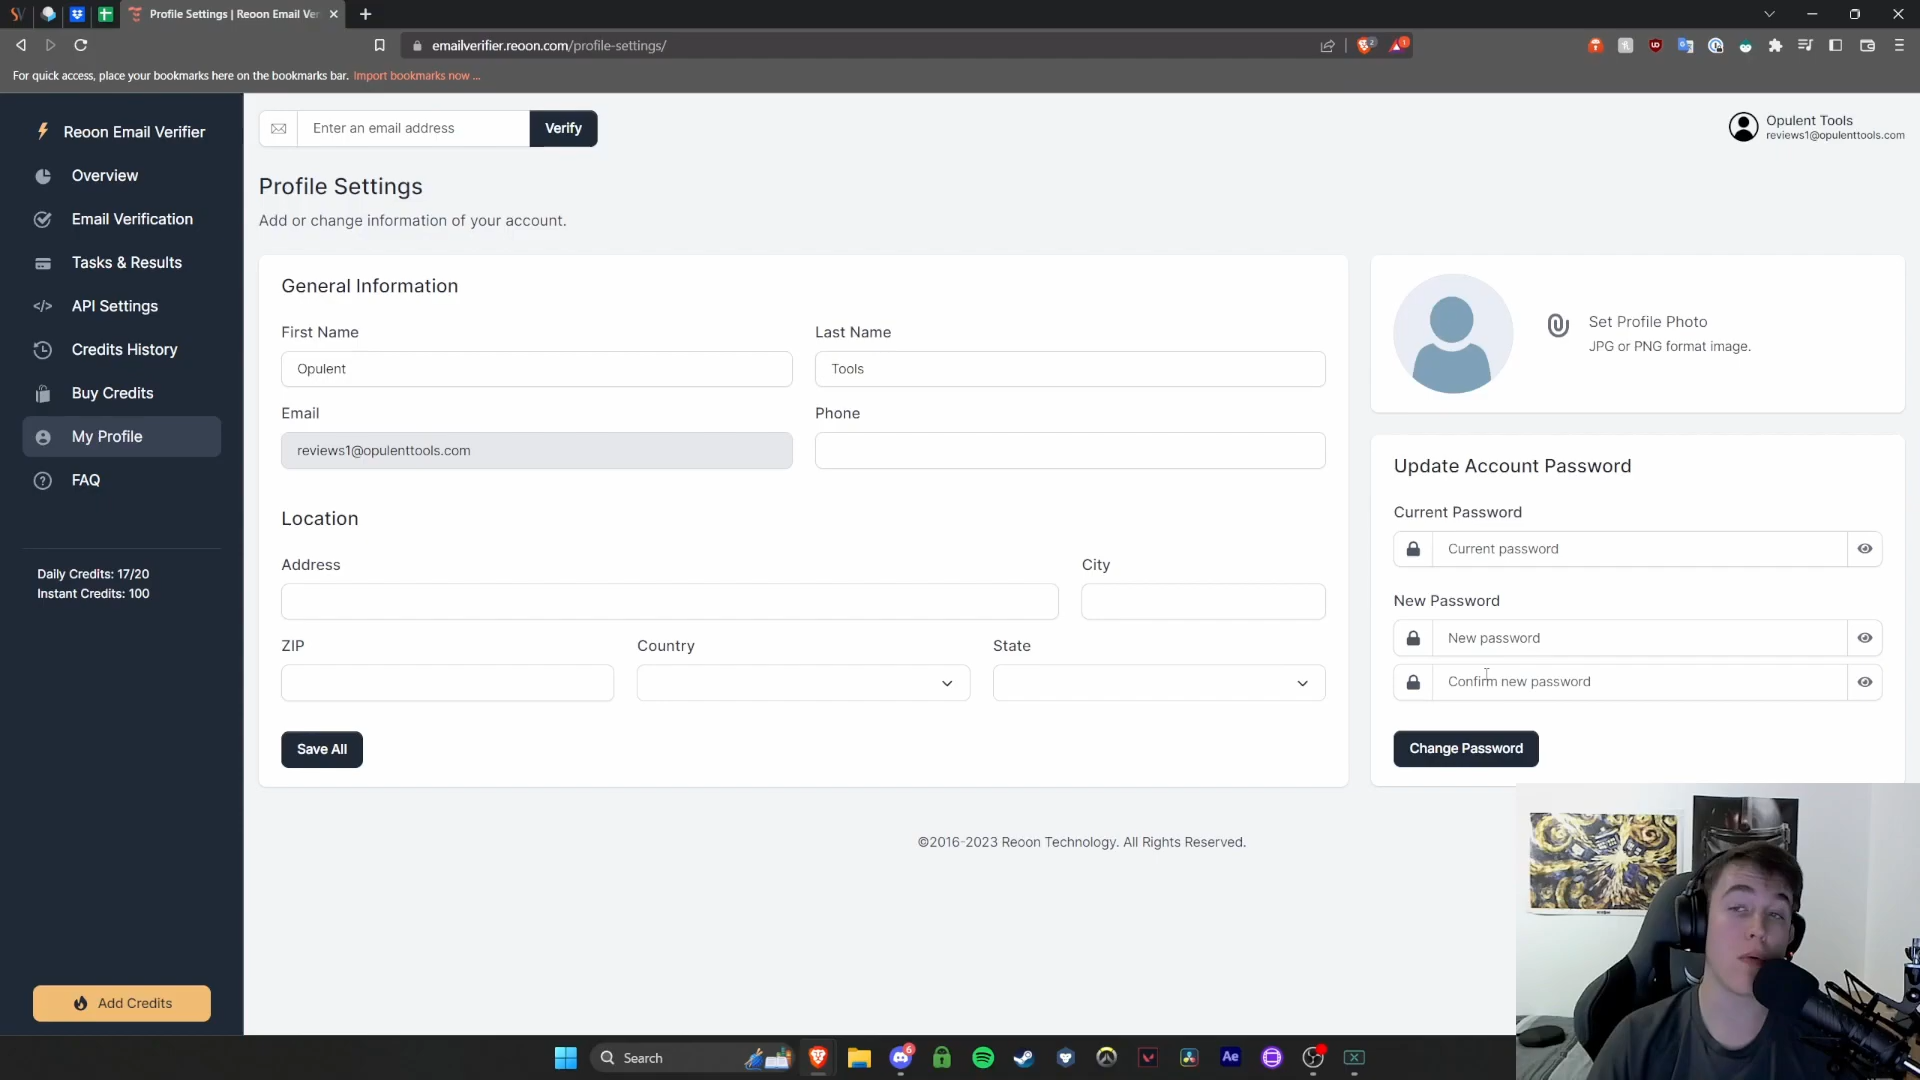 Profile Settings | Reoon Email Ver
emailverifier.reoon.com/profile-settings/
2
1
For quick access, place your bookmarks here on the bookmarks bar. Import bookmarks now ...
Reoon Email Verifier
Overview
Email Verification
Tasks & Results
API Settings
Credits History
Buy Credits
My Profile
FAQ
Daily Credits: 17/20
Instant Credits: 100
Add Credits
Enter an email address
Verify
Opulent Tools
reviews1@opulenttools.com
Profile Settings
Add or change information of your account.
General Information
First Name
Last Name
Opulent
Tools
Email
Phone
reviews1@opulenttools.com
Location
Address
City
ZIP
Country
State
Save All
Set Profile Photo
JPG or PNG format image.
Update Account Password
Current Password
Current password
New Password
New password
Confirm new password
Change Password
©2016-2023 Reoon Technology. All Rights Reserved.
Search
6
Ae